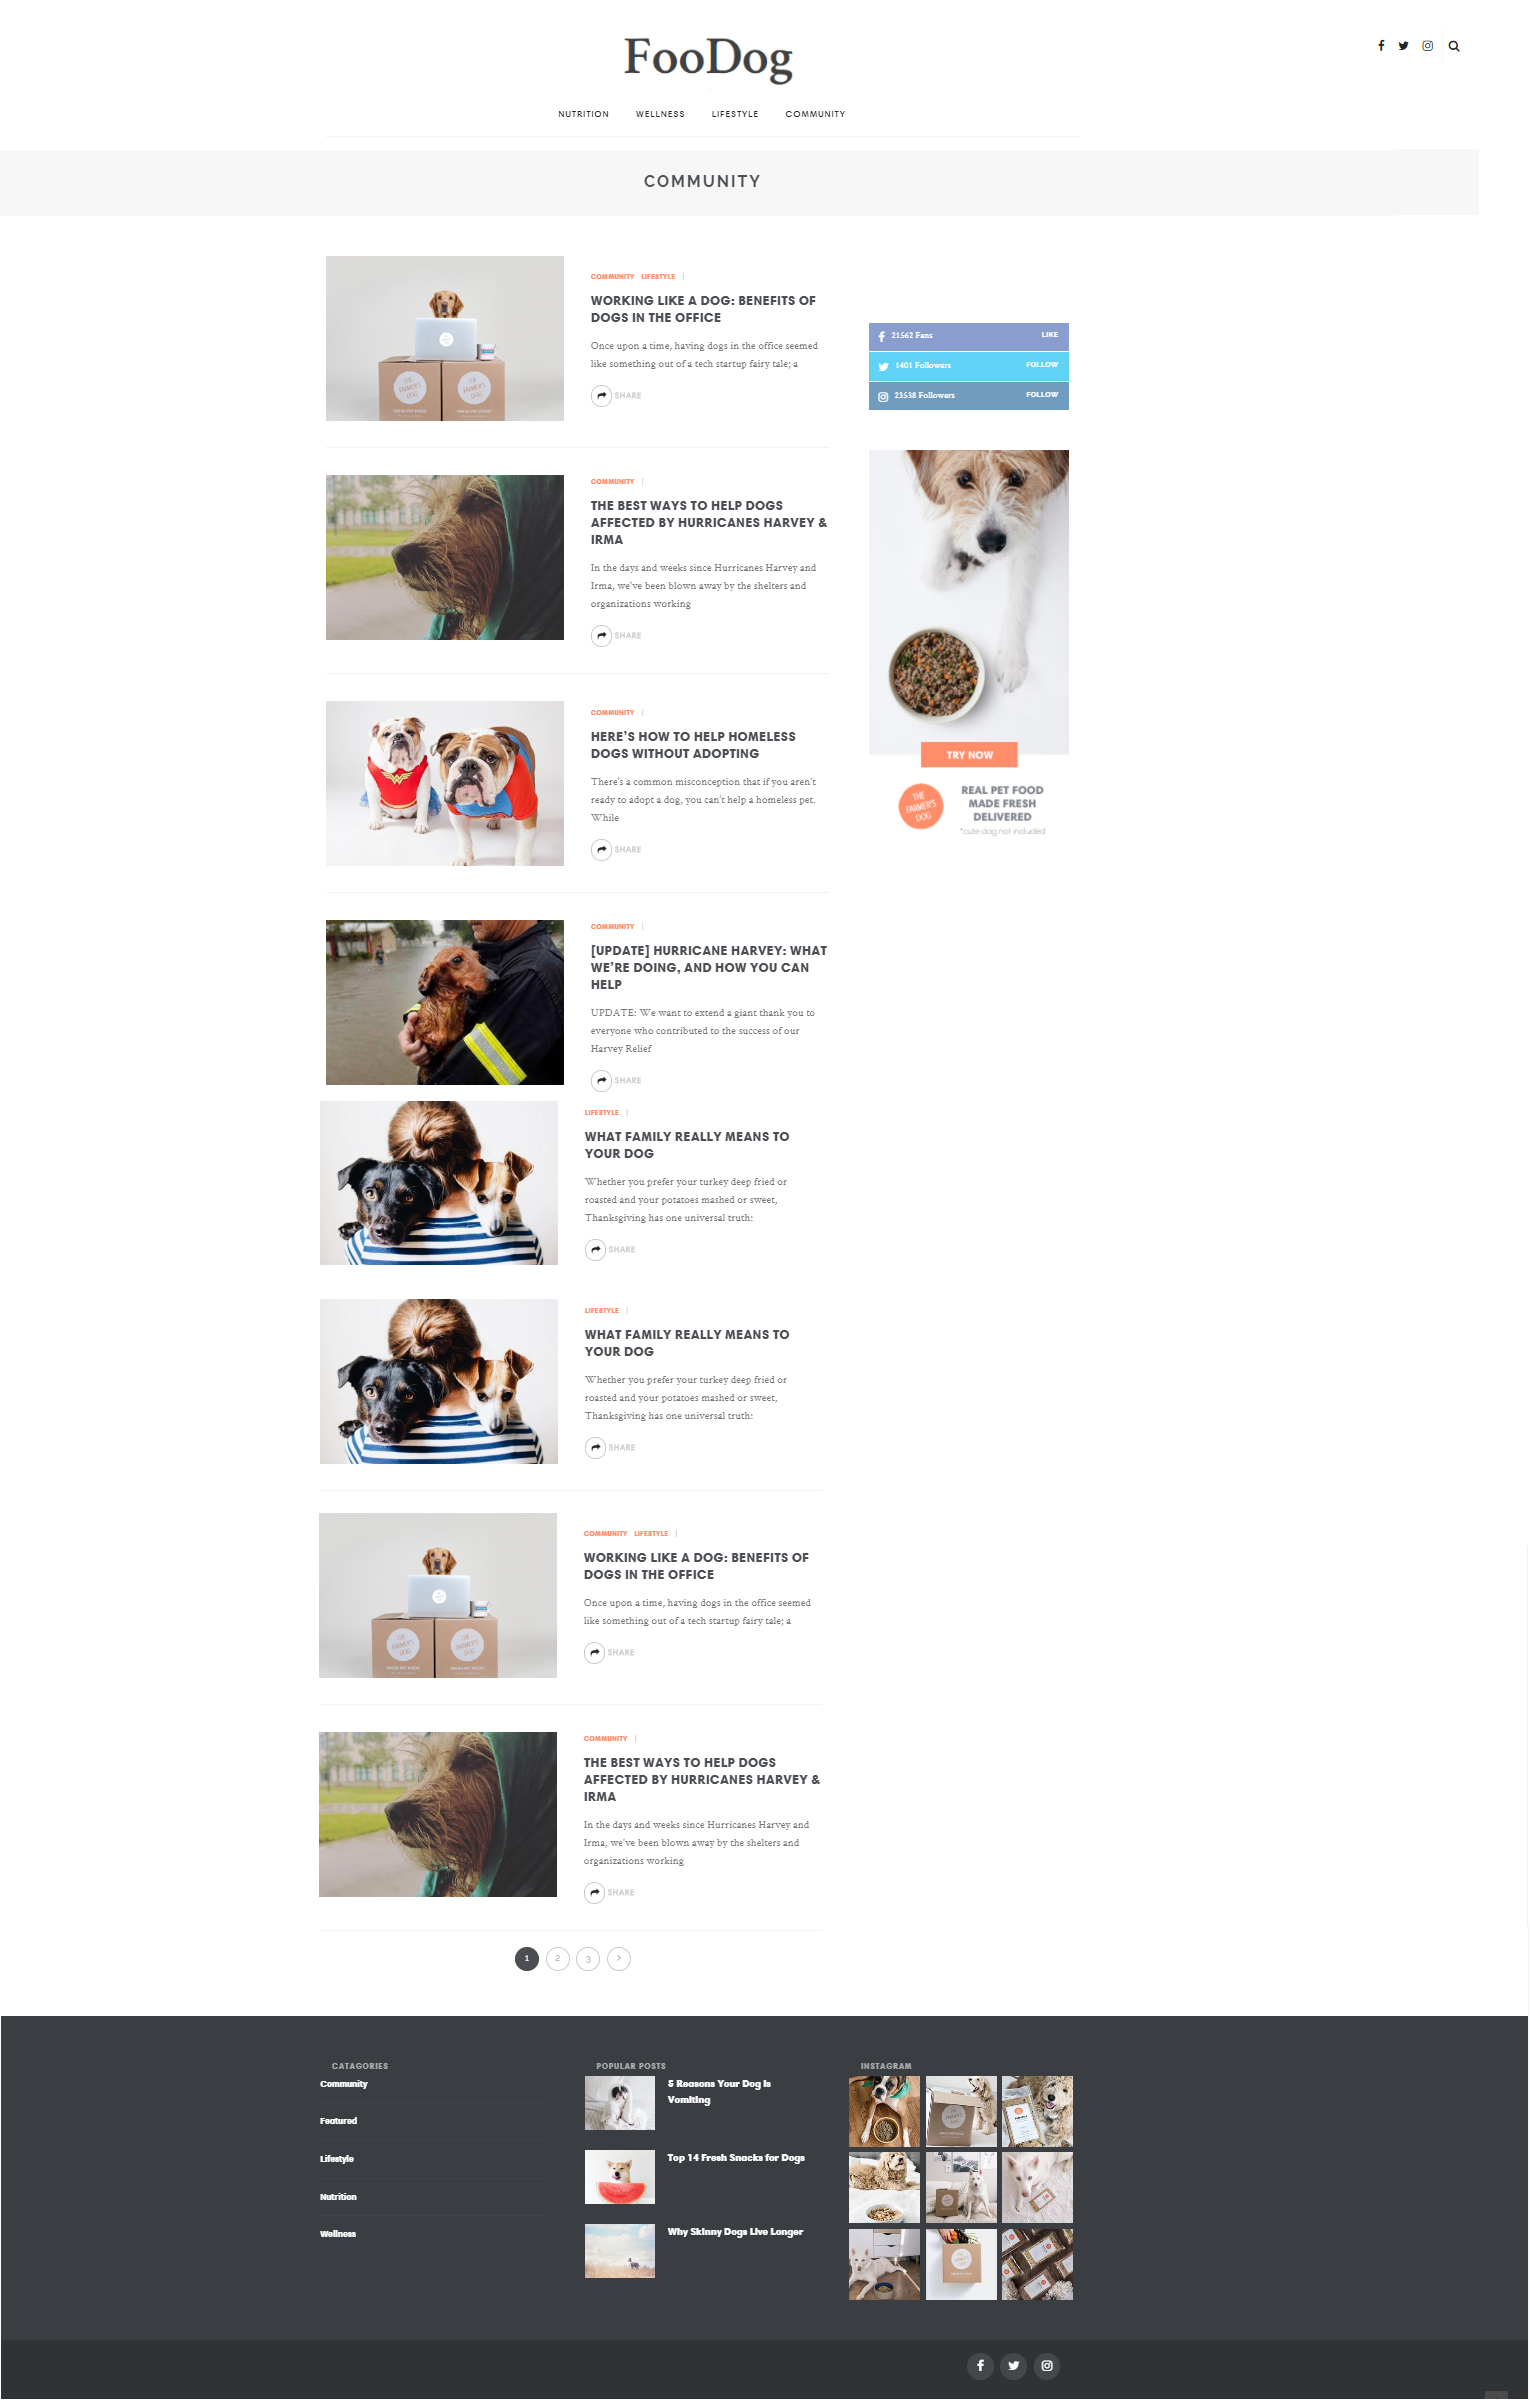 FooDog
NUTRITION WELLNESS LIFESTYLE COMMUNITY
COMMUNITY
COMMUNITY LIFESTYLE |
WORKING LIKE A DOG: BENEFITS OF
DOGS IN THE OFFICE
Once upon a time, having dogs in the office seemed
like something out of a tech startup fairy tale; a
SHARE
THE
FARMER'S
DOG
THE
FARMER'S
DOG
COMMUNITY |
THE BEST WAYS TO HELP DOGS
AFFECTED BY HURRICANES HARVEY &
IRMA
In the days and weeks since Hurricanes Harvey and
Irma, we've been blown away by the shelters and
organizations working
SHARE
COMMUNITY |
HERE'S HOW TO HELP HOMELESS
DOGS WITHOUT ADOPTING
There's a common misconception that if you aren't
ready to adopt a dog, you can't help a homeless pet.
While
SHARE
COMMUNITY |
[UPDATE] HURRICANE HARVEY: WHAT
WE'RE DOING, AND HOW YOU CAN
HELP
UPDATE: We want to extend a giant thank you to
everyone who contributed to the success of our
Harvey Relief
SHARE
LIFESTYLE |
WHAT FAMILY REALLY MEANS TO
YOUR DOG
Whether you prefer your turkey deep fried or
roasted and your potatoes mashed or sweet,
Thanksgiving has one universal truth:
SHARE
LIFESTYLE |
WHAT FAMILY REALLY MEANS TO
YOUR DOG
Whether you prefer your turkey deep fried or
roasted and your potatoes mashed or sweet,
Thanksgiving has one universal truth:
SHARE
COMMUNITY LIFESTYLE |
WORKING LIKE A DOG: BENEFITS OF
DOGS IN THE OFFICE
Once upon a time, having dogs in the office seemed
like something out of a tech startup fairy tale; a
SHARE
THE
FARMER'S
DOG
THE
FARMER'S
DOG
COMMUNITY |
THE BEST WAYS TO HELP DOGS
AFFECTED BY HURRICANES HARVEY &
IRMA
In the days and weeks since Hurricanes Harvey and
Irma, we've been blown away by the shelters and
organizations working
SHARE
1 2 3 >
21562 Fans LIKE
1401 Followers FOLLOW
23538 Followers FOLLOW
TRY NOW
THE
FARMER'S
DOG
REAL PET FOOD
MADE FRESH
DELIVERED
*cute dog not included
CATAGORIES
Community
Featured
Lifestyle
Nutrition
Wellness
POPULAR POSTS
5 Reasons Your Dog Is
Vomiting
Top 14 Fresh Snacks for Dogs
Why Skinny Dogs Live Longer
INSTAGRAM